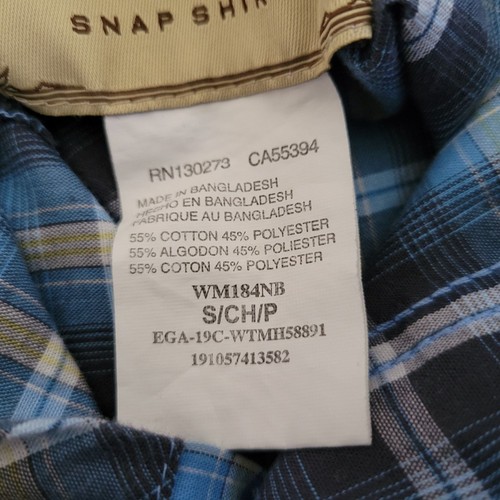 SNAP SHIR
RN130273 CA55394
MADE IN BANGLADESH
HECHO EN BANGLADESH
FABRIQUE AU BANGLADESH
55% COTTON 45% POLYESTER
55% ALGODON 45% POLIESTER
55% COTON 45% POLYESTER
WM184NB
S/CH/P
EGA-19C-WTMH58891
191057413582